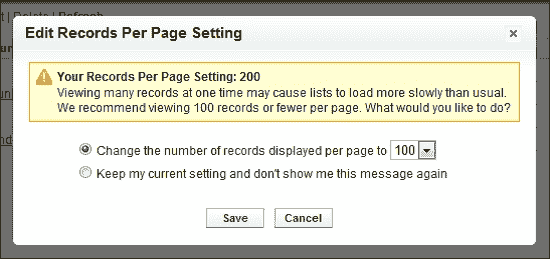 t | Delete | Refresh
Edit Records Per Page Setting
Your Records Per Page Setting: 200
Viewing many records at one time may cause lists to load more slowly than usual.
We recommend viewing 100 records or fewer per page. What would you like to do?
Change the number of records displayed per page to 100
Keep my current setting and don't show me this message again
Save Cancel